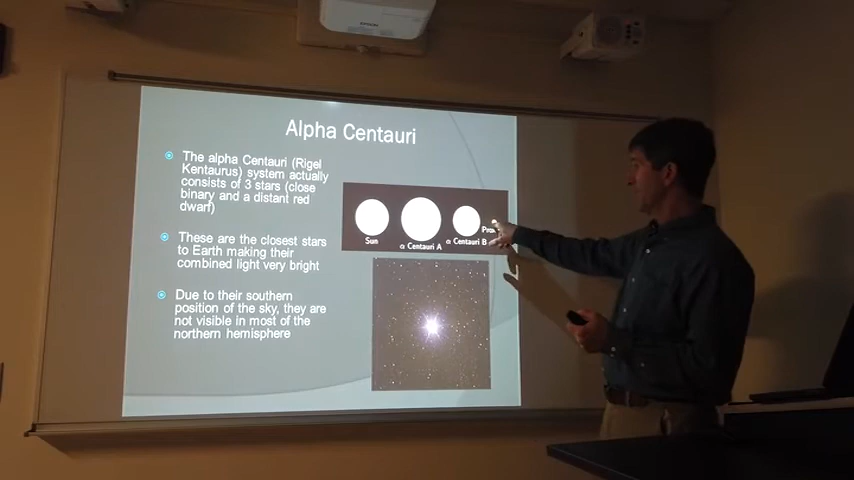 EPSON
Alpha Centauri
The alpha Centauri (Rigel
Kentaurus) system actually
consists of 3 stars (close
binary and a distant red
dwarf)
These are the closest stars
to Earth making their
combined light very bright
Due to their southern
position of the sky, they are
not visible in most of the
northern hemisphere
Sun
α Centauri A
α Centauri B